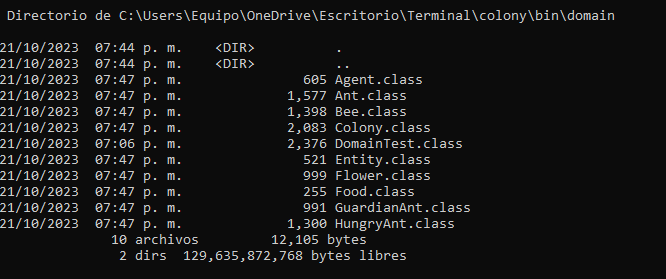 Directorio de C:\Users\Equipo\OneDrive\Escritorio\Terminal\colony\bin\domain
21/10/2023  07:44 p. m.    <DIR>          .
21/10/2023  07:44 p. m.    <DIR>          ..
21/10/2023  07:47 p. m.               605 Agent.class
21/10/2023  07:47 p. m.             1,577 Ant.class
21/10/2023  07:47 p. m.             1,398 Bee.class
21/10/2023  07:47 p. m.             2,083 Colony.class
21/10/2023  07:06 p. m.             2,376 DomainTest.class
21/10/2023  07:47 p. m.               521 Entity.class
21/10/2023  07:47 p. m.               999 Flower.class
21/10/2023  07:47 p. m.               255 Food.class
21/10/2023  07:47 p. m.               991 GuardianAnt.class
21/10/2023  07:47 p. m.             1,300 HungryAnt.class
10 archivos         12,105 bytes
2 dirs  129,635,872,768 bytes libres